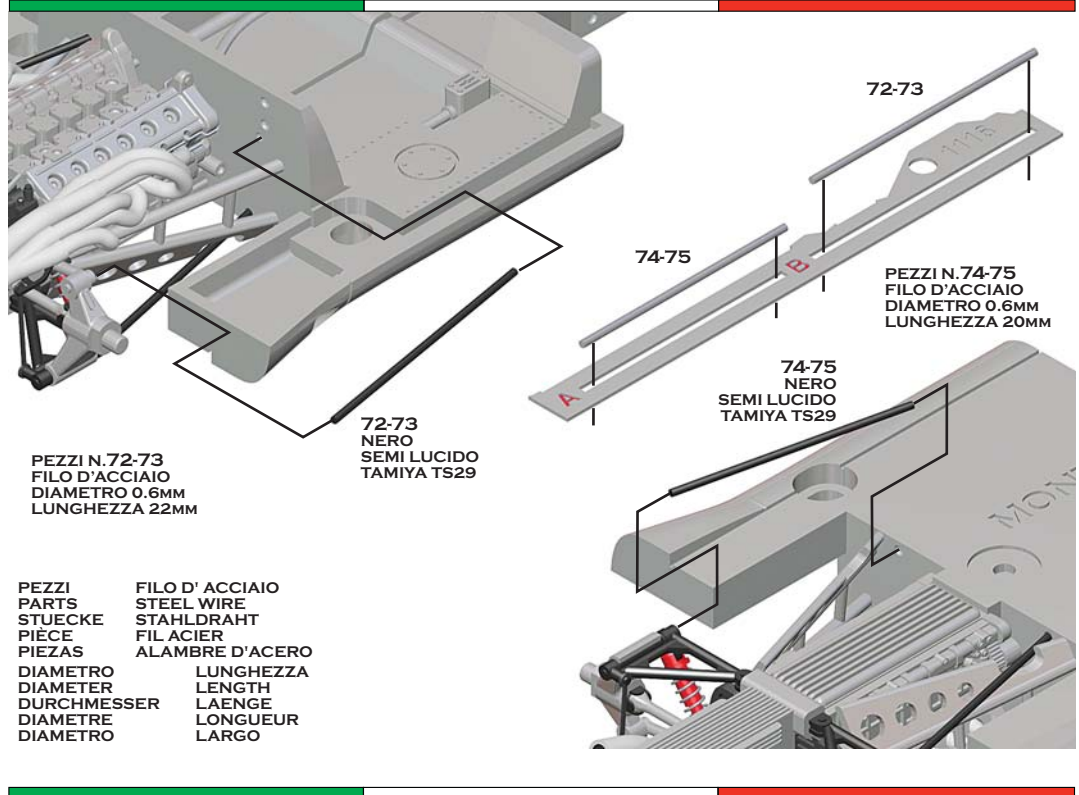 72-73
1116
74-75
B
PEZZI N.74-75
FILO D'ACCIAIO
DIAMETRO 0.6MM
LUNGHEZZA 20MM
A
74-75
NERO
SEMI LUCIDO
TAMIYA TS29
72-73
NERO
SEMI LUCIDO
TAMIYA TS29
PEZZI N.72-73
FILO D'ACCIAIO
DIAMETRO 0.6MM
LUNGHEZZA 22MM
MON
PEZZI FILO D' ACCIAIO
PARTS STEEL WIRE
STUECKE STAHLDRAHT
PIÈCE FIL ACIER
PIEZAS ALAMBRE D'ACERO
DIAMETRO LUNGHEZZA
DIAMETER LENGTH
DURCHMESSER LAENGE
DIAMETRE LONGUEUR
DIAMETRO LARGO